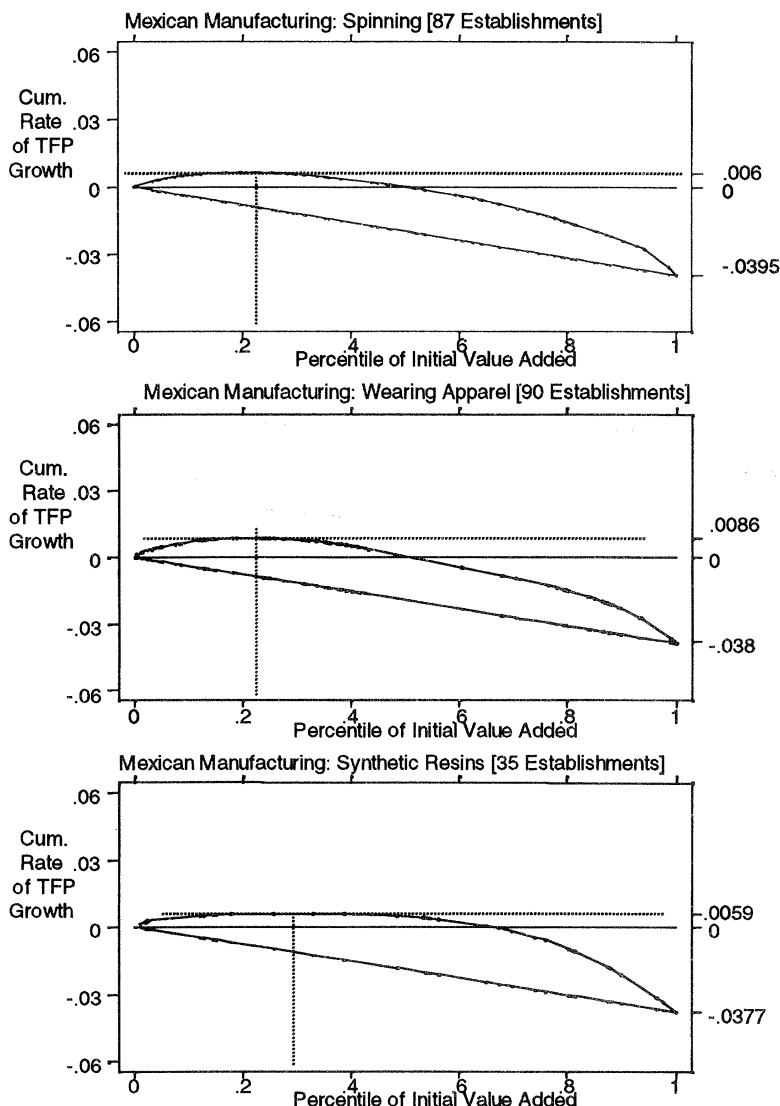 Mexican Manufacturing: Spinning [87 Establishments]
.06
Cum.
Rate .03
of TFP
Growth
.006
0
0
-.03
-.0395
-.06
0 .2 .4 .6 .8 1
Percentile of Initial Value Added
Mexican Manufacturing: Wearing Apparel [90 Establishments]
.06
Cum.
Rate .03
of TFP
Growth
.0086
0
0
-.03
-.038
-.06
0 .2 .4 .6 .8 1
Percentile of Initial Value Added
Mexican Manufacturing: Synthetic Resins [35 Establishments]
.06
Cum.
Rate .03
of TFP
Growth
.0059
0
0
-.03
-.0377
-.06
0 .2 .4 .6 .8 1
Percentile of Initial Value Added